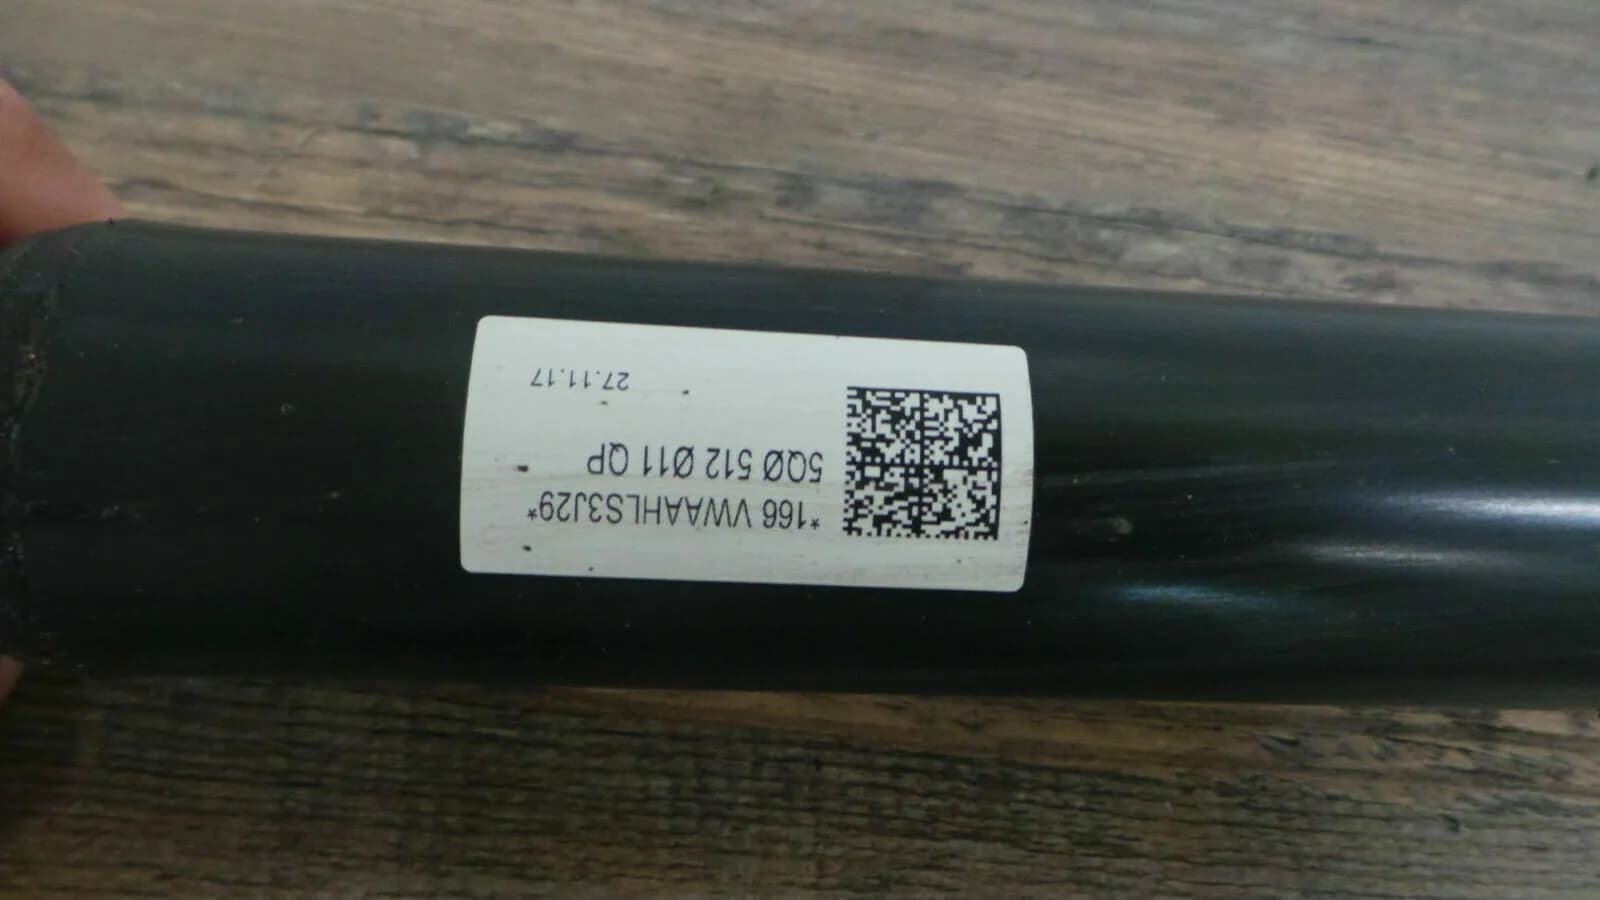 *166 VWAAHLS3J29*
5QØ 512 Ø11 QP
27.11.17